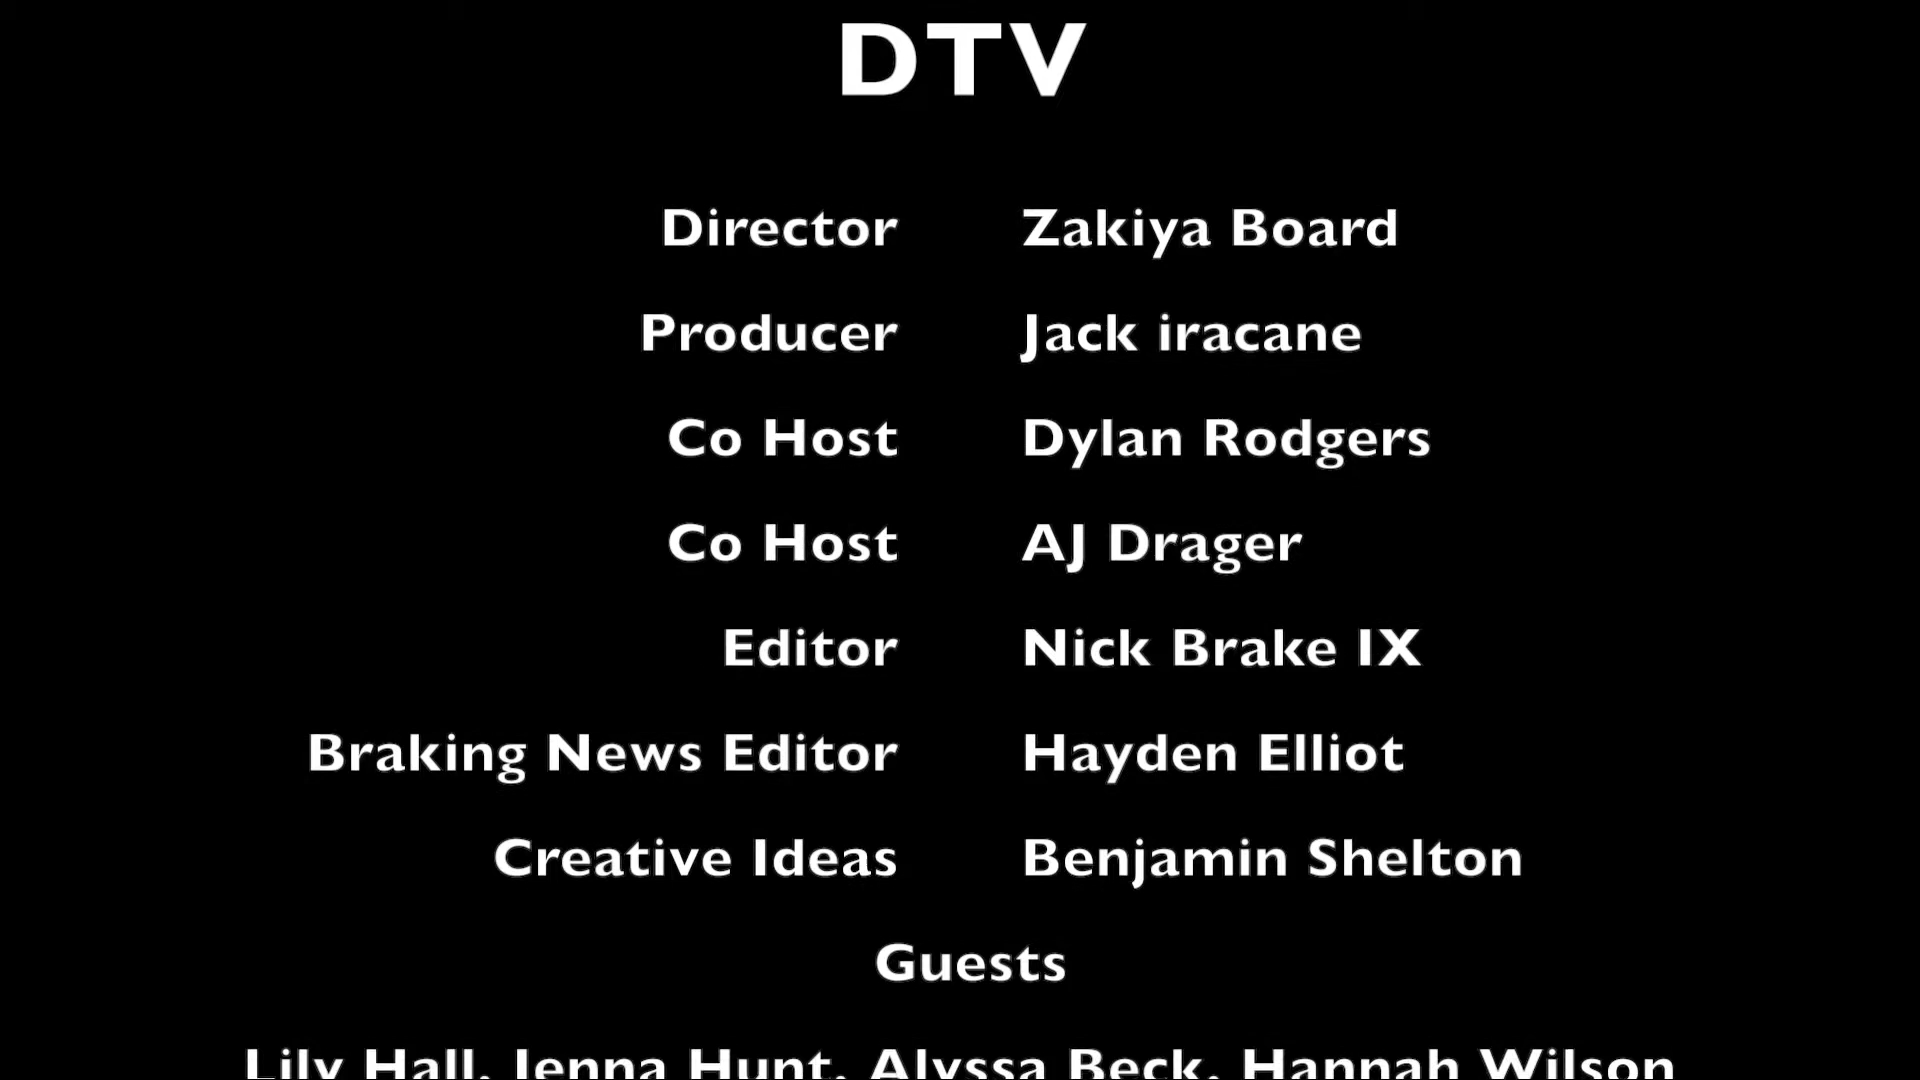 DTV
Director Zakiya Board
Producer Jack iracane
Co Host Dylan Rodgers
Co Host AJ Drager
Editor Nick Brake IX
Braking News Editor Hayden Elliot
Creative Ideas Benjamin Shelton
Guests
Lily Hall, Jenna Hunt, Alyssa Beck, Hannah Wilson